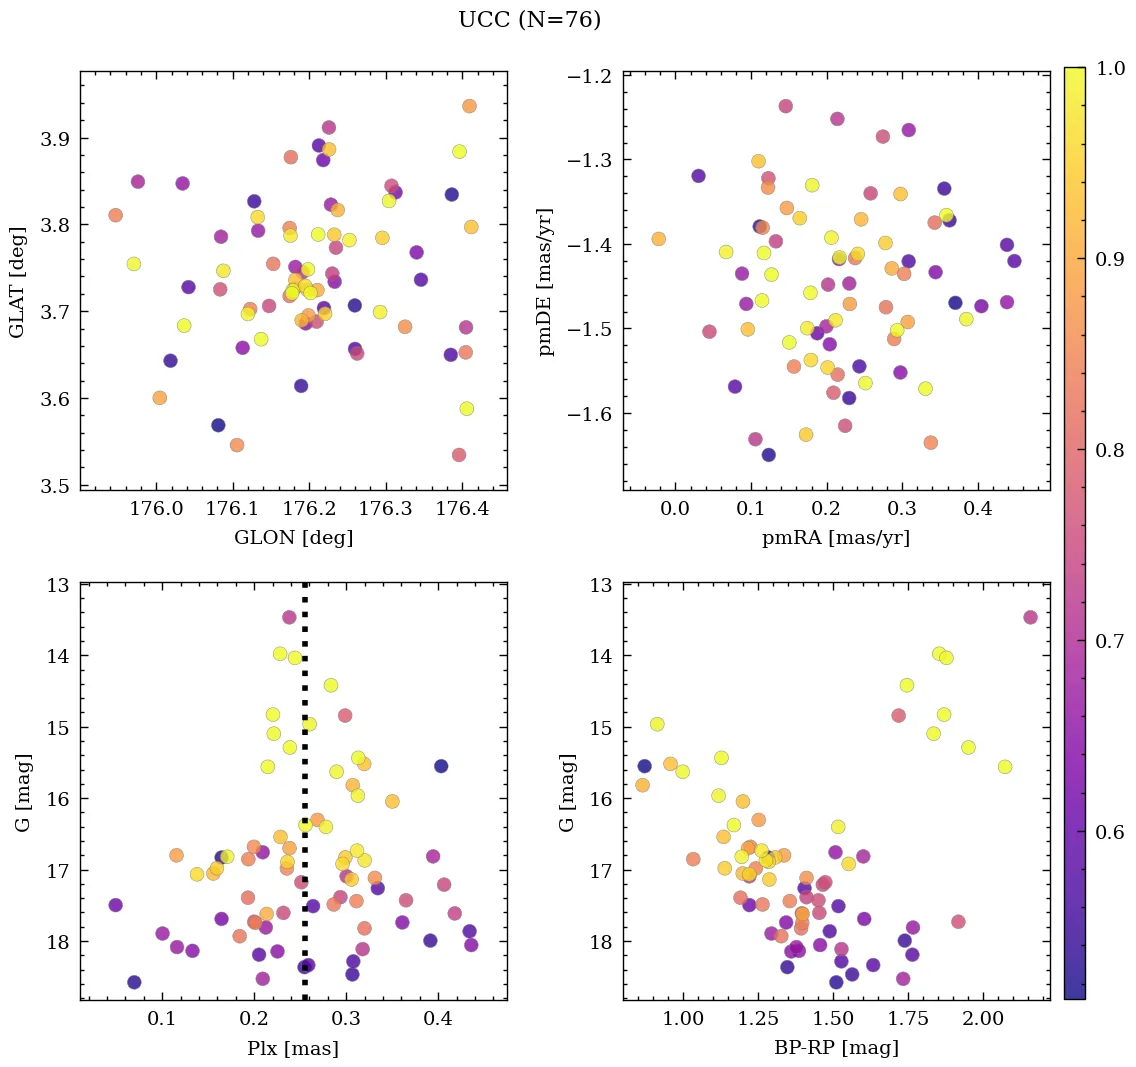 UCC (N=76)
3.9
3.8
3.7
3.6
3.5
GLAT [deg]
176.0 176.1 176.2 176.3 176.4
GLON [deg]
−1.2
−1.3
−1.4
−1.5
−1.6
pmDE [mas/yr]
0.0 0.1 0.2 0.3 0.4
pmRA [mas/yr]
1.0
0.9
0.8
0.7
0.6
13
14
15
16
17
18
G [mag]
0.1 0.2 0.3 0.4
Plx [mas]
13
14
15
16
17
18
G [mag]
1.00 1.25 1.50 1.75 2.00
BP-RP [mag]